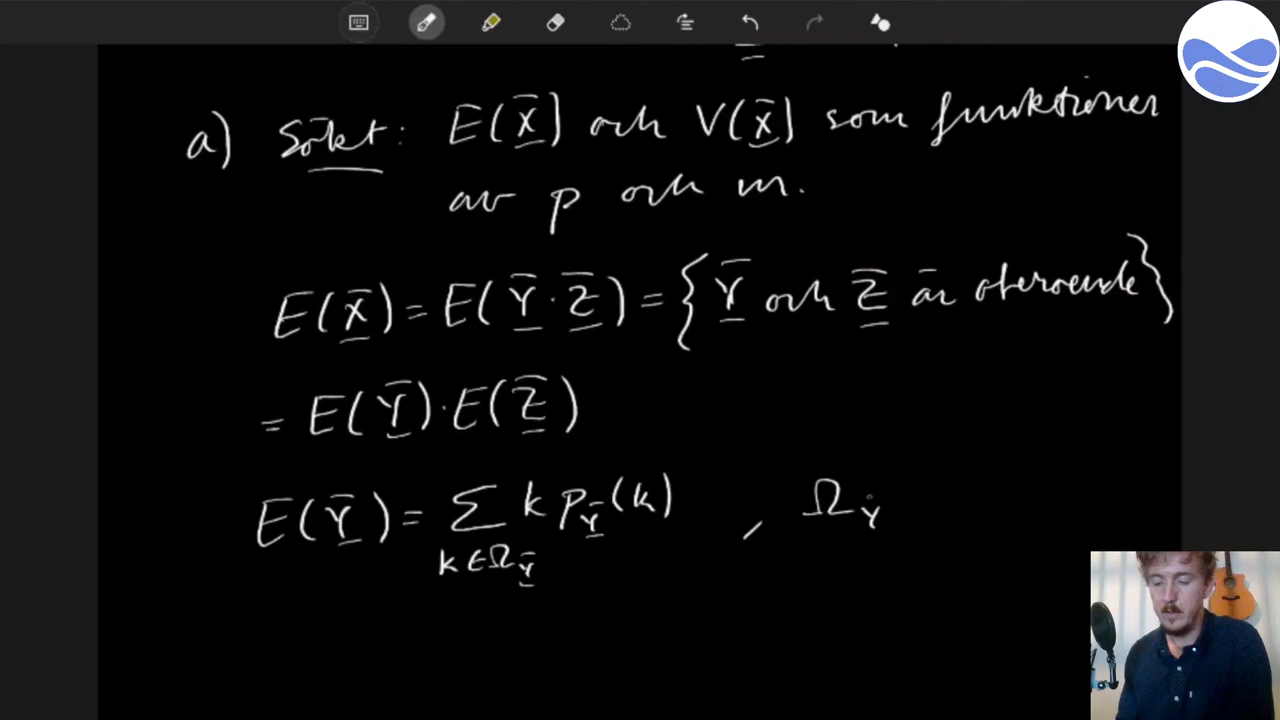 a) Sökt: E(X) och V(X) som funktioner
av p och m.
E(X) = E(Y·Z) = {Y och Z är oberoende}
= E(Y)·E(Z)
E(Y) = Σ k p_Y(k) , Ω_Y
k∈Ω_Y